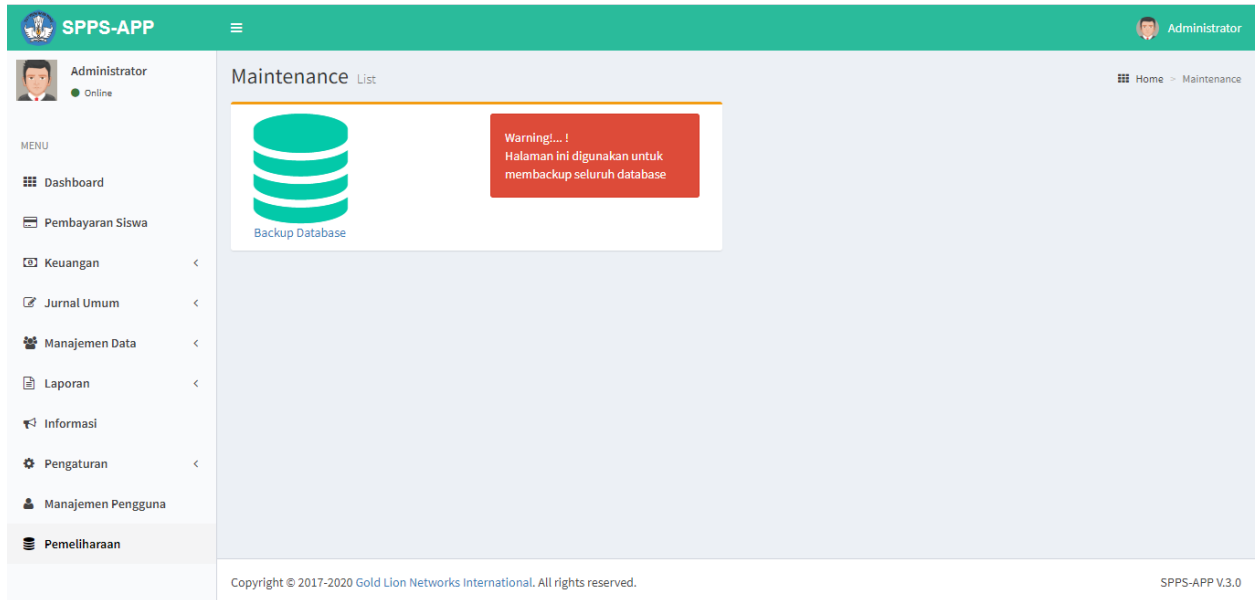 SPPS-APP
Administrator
Administrator
Online
MENU
Dashboard
Pembayaran Siswa
Keuangan
Jurnal Umum
Manajemen Data
Laporan
Informasi
Pengaturan
Manajemen Pengguna
Pemeliharaan
Maintenance List
Home > Maintenance
Warning!... !
Halaman ini digunakan untuk
membackup seluruh database
Backup Database
Copyright © 2017-2020 Gold Lion Networks International. All rights reserved.
SPPS-APP V.3.0